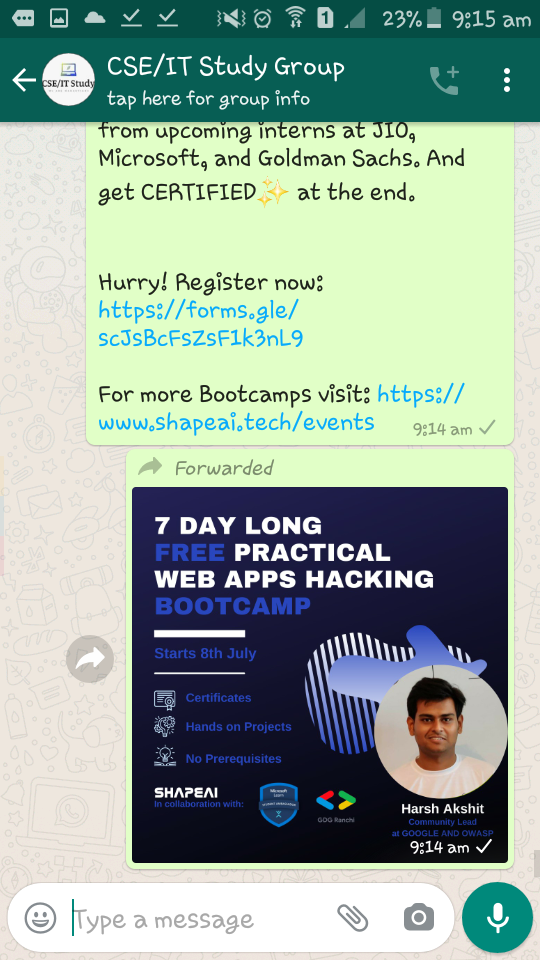 23% 9:15 am
CSE/IT Study Group
CSE/IT Study
tap here for group info
from upcoming interns at JIO,
Microsoft, and Goldman Sachs. And
get CERTIFIED✨ at the end.
Hurry! Register now:
https://forms.gle/
scJsBcFsZsF1k3nL9
For more Bootcamps visit: https://
www.shapeai.tech/events
9:14 am
Forwarded
7 DAY LONG
FREE PRACTICAL
WEB APPS HACKING
BOOTCAMP
Starts 8th July
Certificates
Hands on Projects
No Prerequisites
SHAPEAI
In collaboration with:
Microsoft
GDG Ranchi
Harsh Akshit
Community Lead
at GOOGLE AND OWASP
9:14 am
Type a message